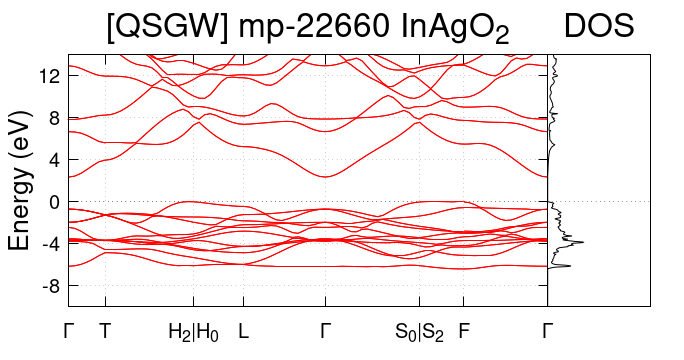 [QSGW] mp-22660 InAgO₂ DOS
Energy (eV)
12
8
4
0
-4
-8
Γ T H₂|H₀ L Γ S₀|S₂ F Γ